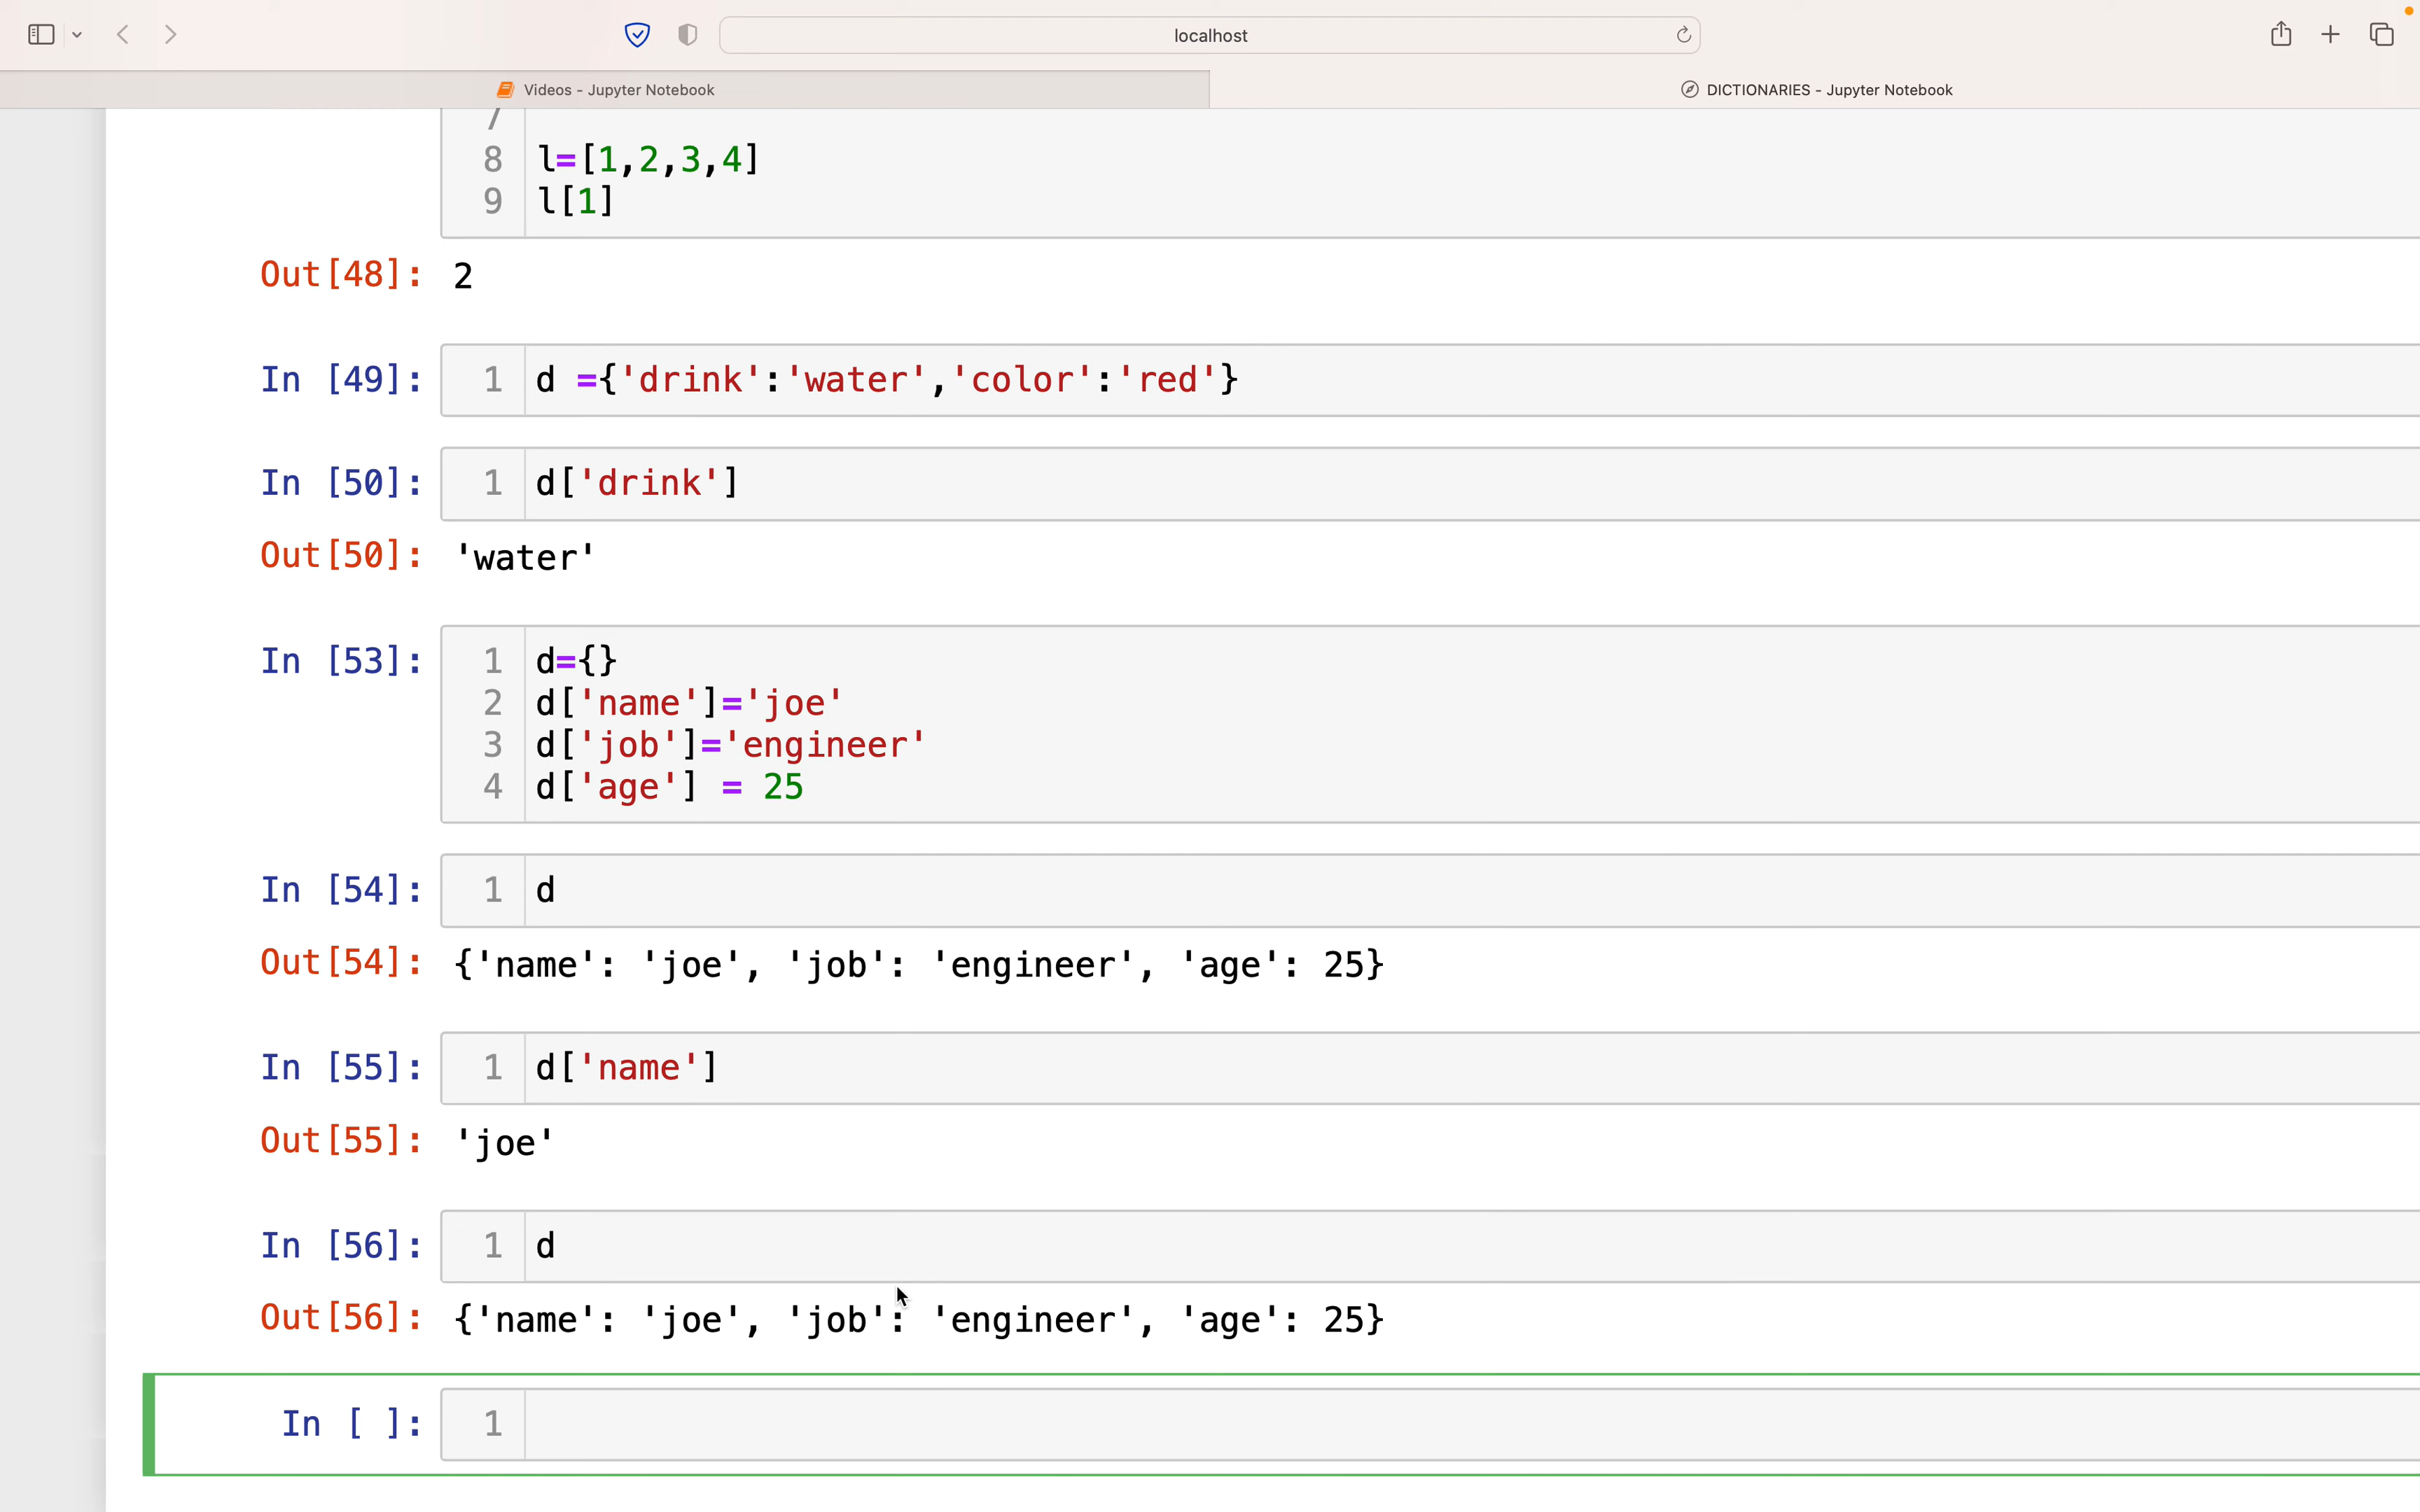 localhost
Videos - Jupyter Notebook
DICTIONARIES - Jupyter Notebook
7
8 l=[1,2,3,4]
9 l[1]
Out[48]: 2
In [49]: 1 d ={'drink':'water','color':'red'}
In [50]: 1 d['drink']
Out[50]: 'water'
In [53]: 1 d={}
2 d['name']='joe'
3 d['job']='engineer'
4 d['age'] = 25
In [54]: 1 d
Out[54]: {'name': 'joe', 'job': 'engineer', 'age': 25}
In [55]: 1 d['name']
Out[55]: 'joe'
In [56]: 1 d
Out[56]: {'name': 'joe', 'job': 'engineer', 'age': 25}
In [ ]: 1